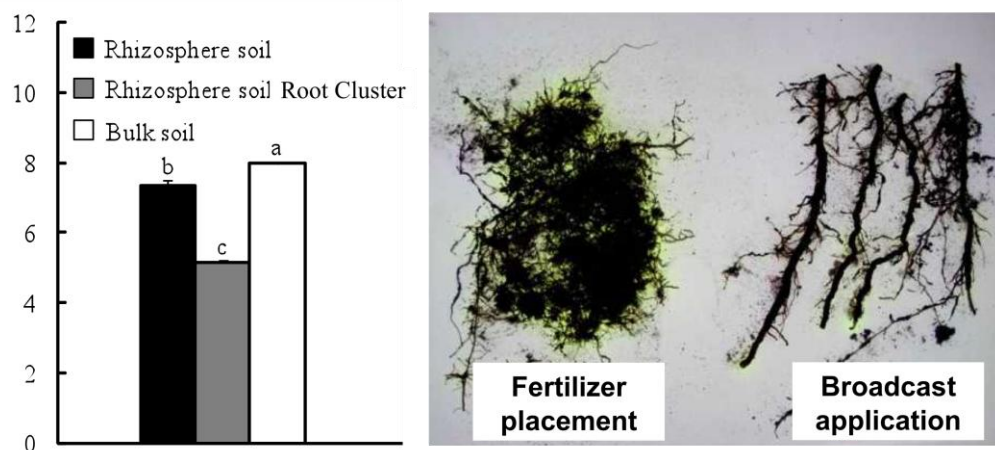 12
10
8
6
4
2
0
Rhizosphere soil
Rhizosphere soil Root Cluster
Bulk soil
b
c
a
Fertilizer
placement
Broadcast
application